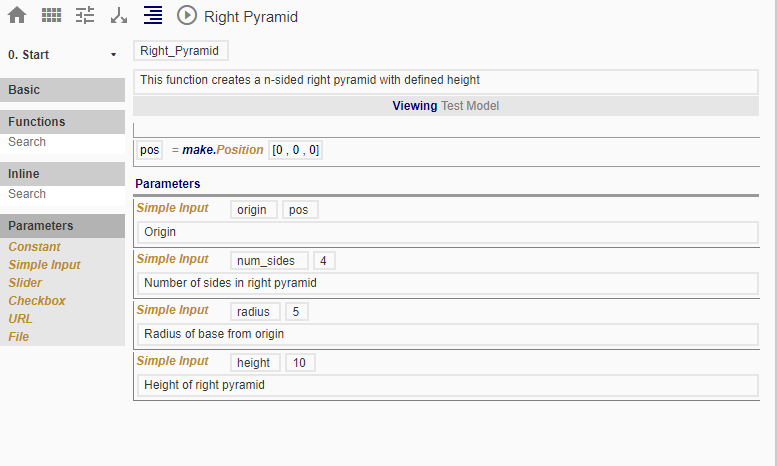 Right Pyramid
0. Start
Basic
Functions
Search
Inline
Search
Parameters
Constant
Simple Input
Slider
Checkbox
URL
File
Right_Pyramid
This function creates a n-sided right pyramid with defined height
Viewing Test Model
pos = make.Position [0 , 0 , 0]
Parameters
Simple Input origin pos
Origin
Simple Input num_sides 4
Number of sides in right pyramid
Simple Input radius 5
Radius of base from origin
Simple Input height 10
Height of right pyramid